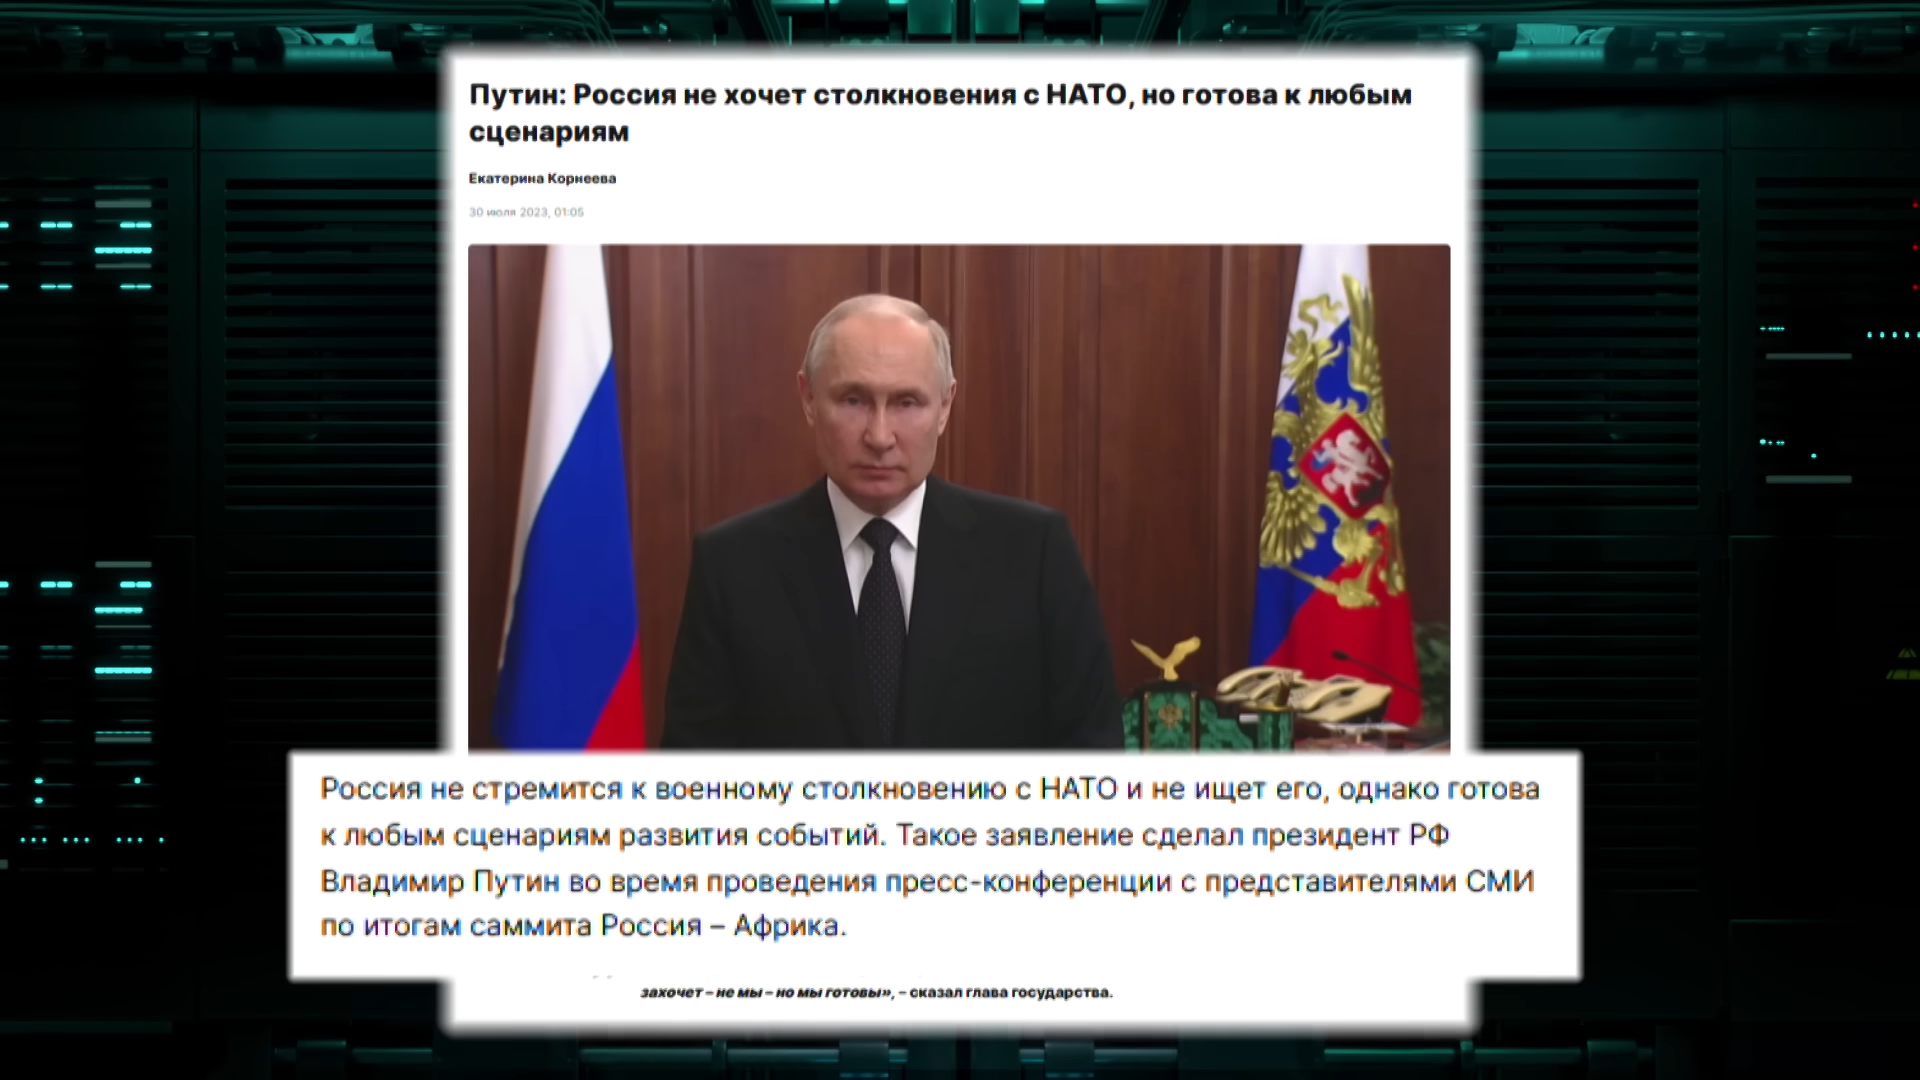 Путин: Россия не хочет столкновения с НАТО, но готова к любым
сценариям
Екатерина Корнеева
30 июля 2023, 01:05
Россия не стремится к военному столкновению с НАТО и не ищет его, однако готова
к любым сценариям развития событий. Такое заявление сделал президент РФ
Владимир Путин во время проведения пресс-конференции с представителями СМИ
по итогам саммита Россия – Африка.
захочет – не мы – но мы готовы», – сказал глава государства.